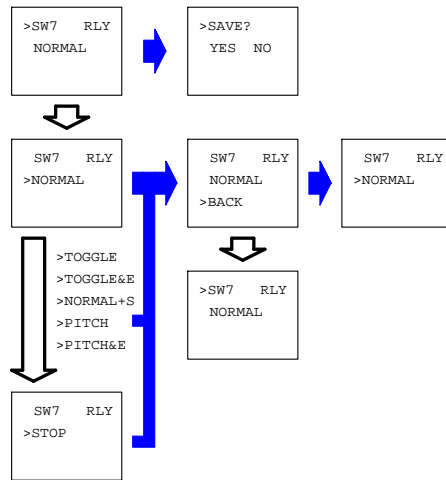 >SW7 RLY
NORMAL
>SAVE?
YES NO
SW7 RLY
>NORMAL
SW7 RLY
NORMAL
>BACK
SW7 RLY
>NORMAL
>TOGGLE
>TOGGLE&E
>NORMAL+S
>PITCH
>PITCH&E
>SW7 RLY
NORMAL
SW7 RLY
>STOP